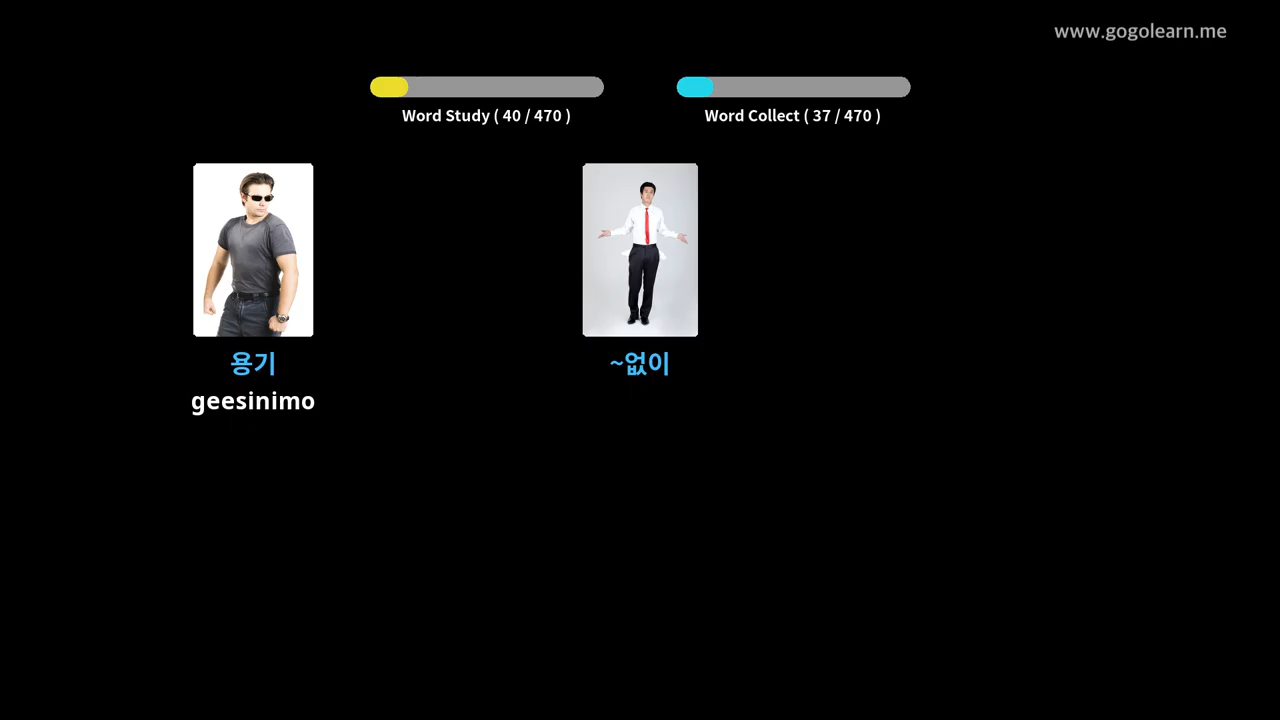 www.gogolearn.me
Word Study ( 40 / 470 )
Word Collect ( 37 / 470 )
용기
~없이
geesinimo